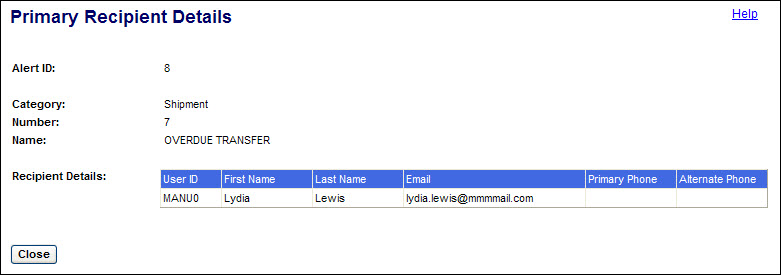 Primary Recipient Details Help
Alert ID: 8
Category: Shipment
Number: 7
Name: OVERDUE TRANSFER
Recipient Details: User ID First Name Last Name Email Primary Phone Alternate Phone
MANU0 Lydia Lewis lydia.lewis@mmmmail.com
Close